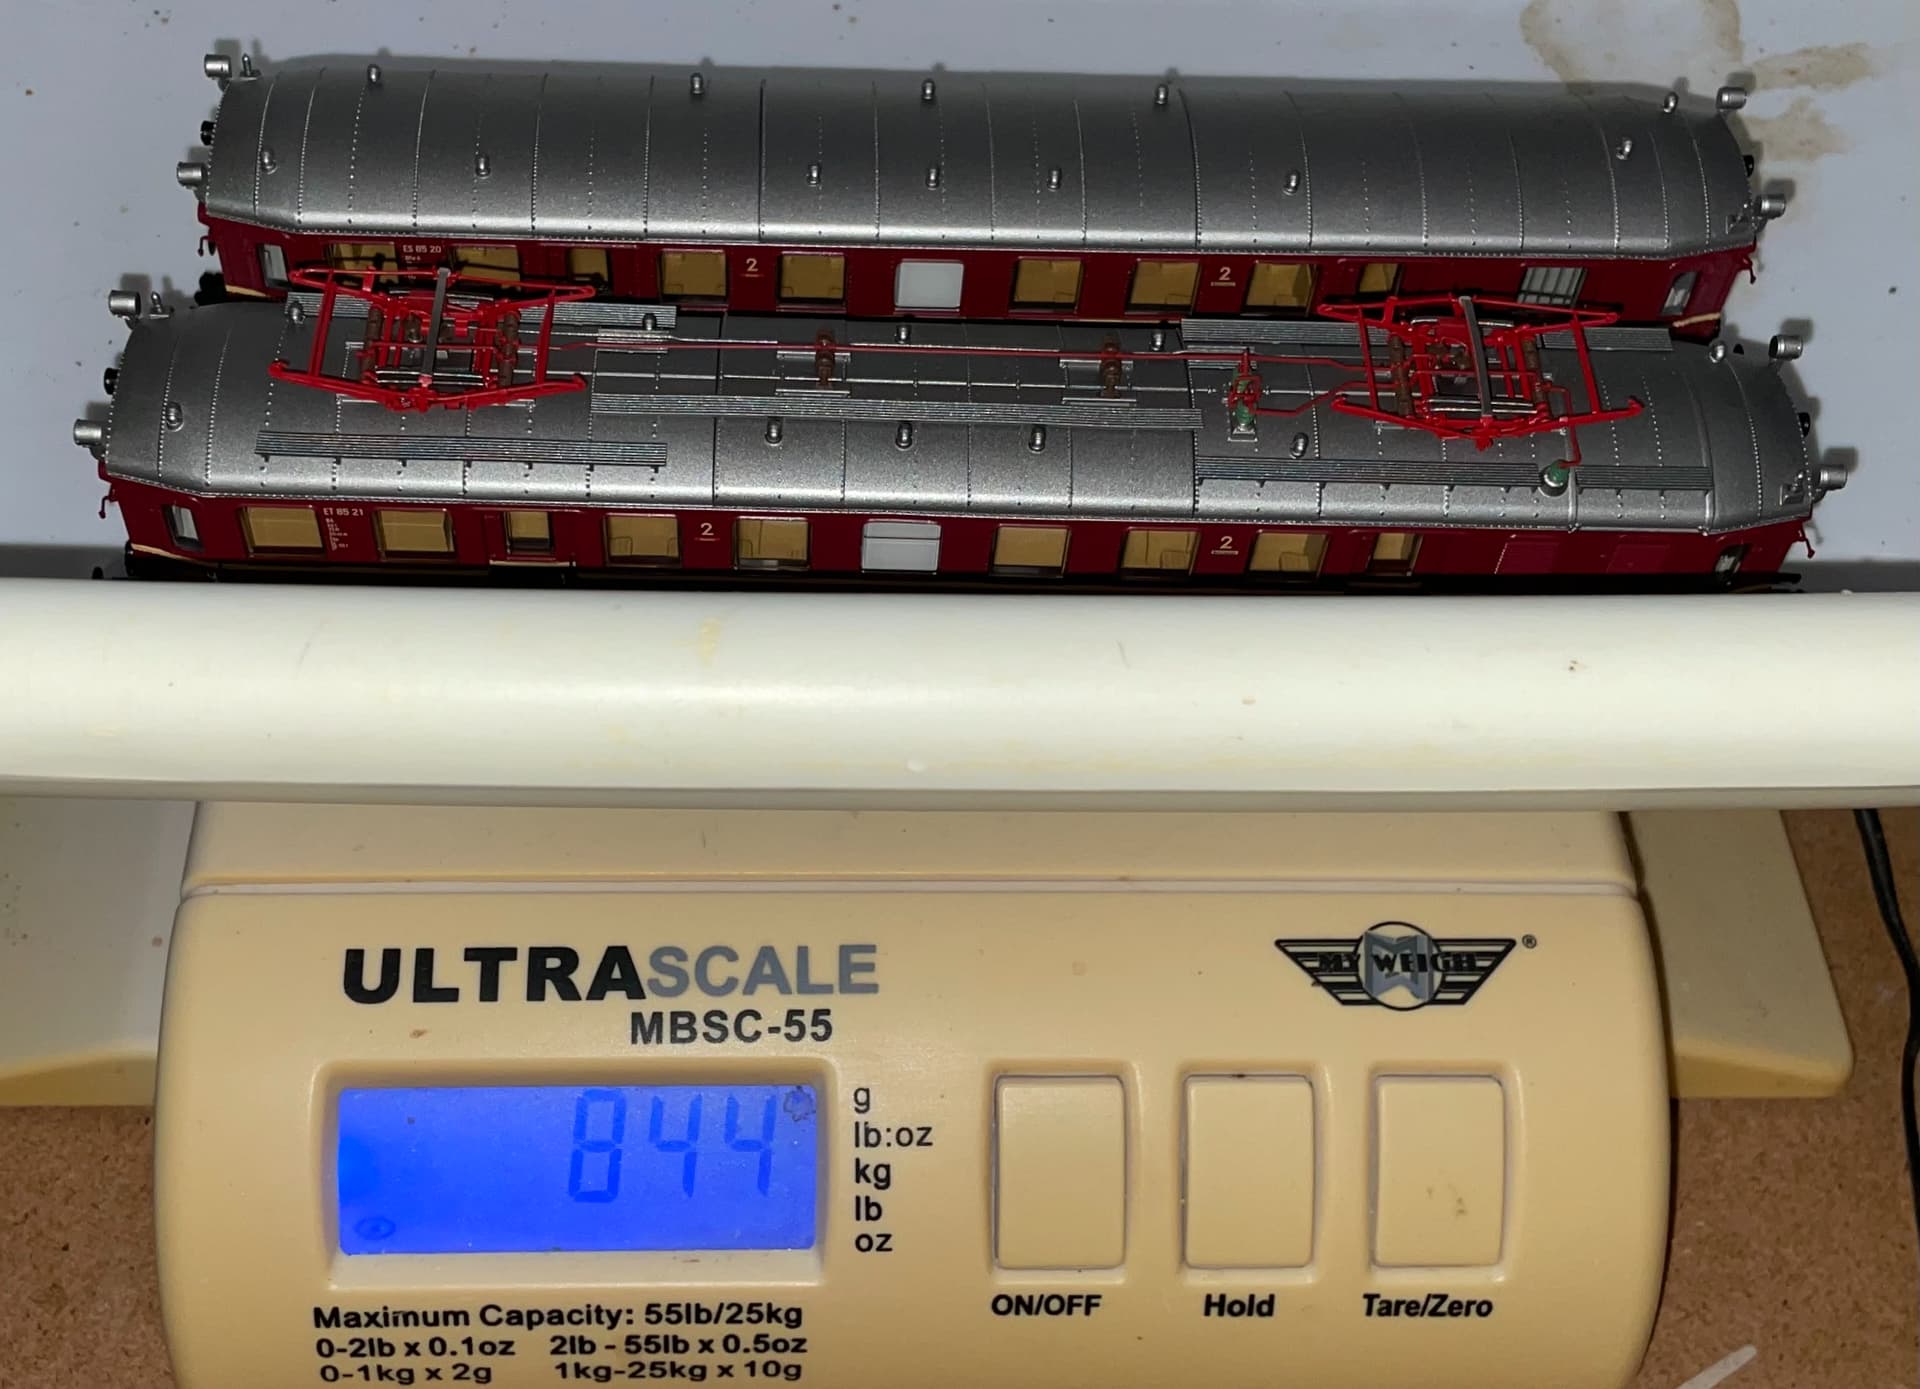 ES 85 20
2
2
ET 85 21
2
2
ULTRASCALE
MY WEIGH ®
MBSC-55
844
g
lb:oz
kg
lb
oz
ON/OFF
Hold
Tare/Zero
Maximum Capacity: 55lb/25kg
0-2lb x 0.1oz 2lb - 55lb x 0.5oz
0-1kg x 2g 1kg-25kg x 10g